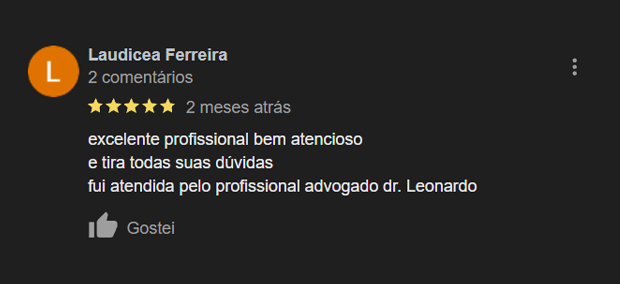 L
Laudicea Ferreira
2 comentários
2 meses atrás
excelente profissional bem atencioso
e tira todas suas dúvidas
fui atendida pelo profissional advogado dr. Leonardo
Gostei